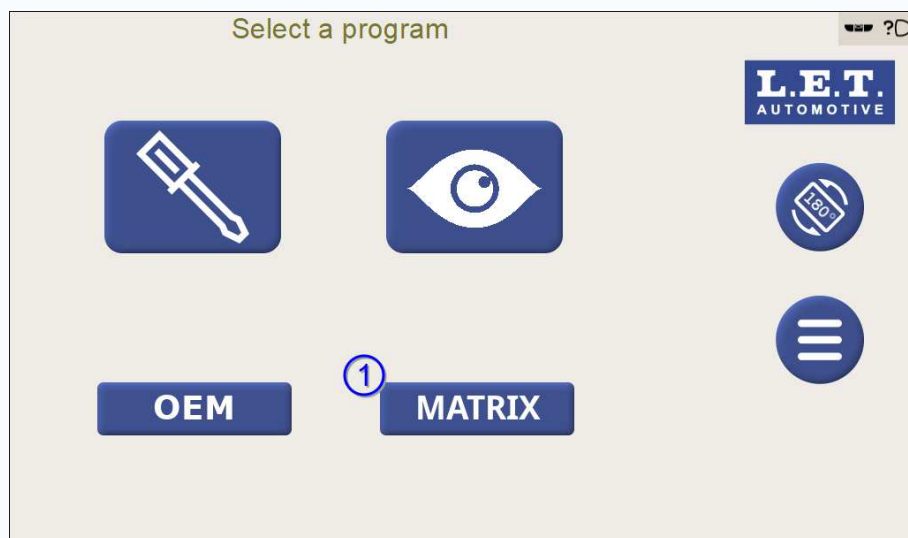 Select a program
?
L.E.T.
AUTOMOTIVE
180°
1
OEM
MATRIX